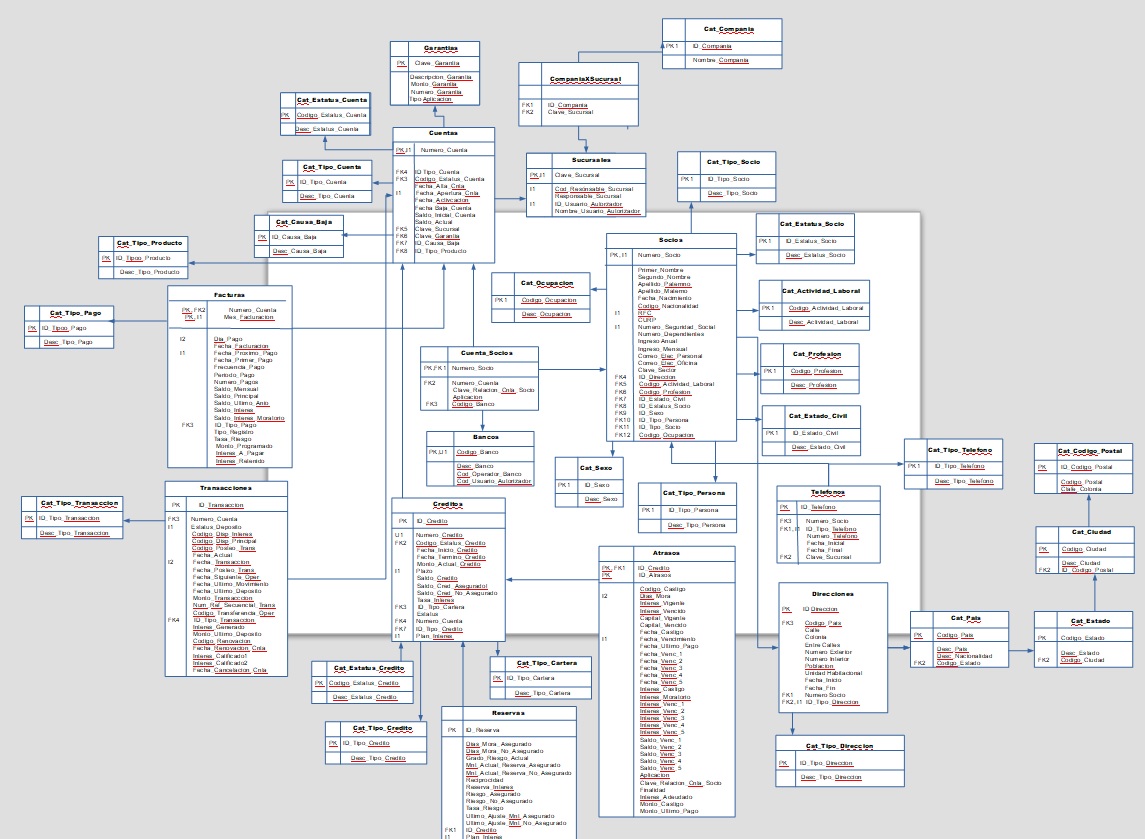 Cat_Compania
PK1 ID_Compania
Nombre_Compania
Garantias
PK Clave_Garantia
Descripcion_Garantia
Monto_Garantia
Numero_Garantia
Tipo Aplicacion
CompaniaXSucursal
FK1 ID_Compania
FK2 Clave_Sucursal
Cat_Estatus_Cuenta
PK Codigo_Estatus_Cuenta
Desc_Estatus_Cuenta
Cuentas
PK,I1 Numero_Cuenta
FK4 ID_Tipo_Cuenta
FK3 Codigo_Estatus_Cuenta
Fecha_Alta_Cnta
I1 Fecha_Apertura_Cnta
Fecha_Activcacion
Fecha_Baja_Cuenta
Saldo_Inicial_Cuenta
Saldo_Actual
FK5 Clave_Sucursal
FK6 Clave_Garantia
FK7 ID_Causa_Baja
FK8 ID_Tipo_Producto
Cat_Tipo_Cuenta
PK ID_Tipo_Cuenta
Desc_Tipo_Cuenta
Sucursales
PK,I1 Clave_Sucursal
I1 Cod_Resonsable_Sucursal
Responsable_Sucursal
I1 ID_Usuario_Autorizador
Nombre_Usuario_Autorizador
Cat_Tipo_Socio
PK1 ID_Tipo_Socio
Desc_Tipo_Socio
Cat_Causa_Baja
PK ID_Causa_Baja
Desc_Causa_Baja
Cat_Tipo_Producto
PK ID_Tipoo_Producto
Desc_Tipo_Producto
Socios
PK, I1 Numero_Socio
Primer_Nombre
Segundo_Nombre
Apellido_Paterno
Apellido_Materno
Fecha_Nacimiento
Codigo_Nacionalidad
I1 RFC
CURP
I1 Numero_Seguridad_Social
Numero_Dependientes
Ingreso Anual
Ingreso_Mensual
Correo_Elec_Personal
Correo_Elec_Oficina
Clave_Sector
FK4 ID_Direccion
FK5 Codigo_Actividad_Laboral
FK6 Codigo_Profesion
FK7 ID_Estado_Civil
FK8 ID_Estatus_Socio
FK9 ID_Sexo
FK10 ID_Tipo_Persona
FK11 ID_Tipo_Socio
FK12 Codigo_Ocupacion
Cat_Estatus_Socio
PK1 ID_Estatus_Socio
Desc_Estatus_Socio
Cat_Ocupacion
PK1 Codigo_Ocupacion
Desc_Ocupacion
Cat_Actividad_Laboral
PK1 Codigo_Actividad_Laboral
Desc_Actividad_Laboral
Facturas
PK, FK2 Numero_Cuenta
PK, I1 Mes_Facturacion
I2 Dia_Pago
Fecha_Facturacion
I1 Fecha_Proximo_Pago
Fecha_Primer_Pago
Frecuencia_Pago
Periodo_Pago
Numero_Pagos
Saldo_Mensual
Saldo_Principal
Saldo_Ultimo_Anio
Saldo_Interes
Saldo_Interes_Moratorio
FK3 ID_Tipo_Pago
Tipo_Registro
Tasa_Riesgo
Monto_Programado
Interes_A_Pagar
Interes_Retenido
Cat_Tipo_Pago
PK ID_Tipoo_Pago
Desc_Tipo_Pago
Cuenta_Socios
PK,FK1 Numero_Socio
FK2 Numero_Cuenta
Clave_Relacion_Cnta_Socio
Aplicacion
FK3 Codigo_Banco
Cat_Profesion
PK1 Codigo_Profesion
Desc_Profesion
Cat_Estado_Civil
PK1 ID_Estado_Civil
Desc_Estado_Civil
Bancos
PK,U1 Codigo_Banco
Desc_Banco
Cod_Operador_Banco
Cod_Usuario_Autorizador
Cat_Sexo
PK1 ID_Sexo
Desc_Sexo
Cat_Tipo_Persona
PK1 ID_Tipo_Persona
Desc_Tipo_Persona
Cat_Tipo_Telefono
PK1 ID_Tipo_Telefono
Desc_Tipo_Telefono
Cat_Codigo_Postal
PK ID_Codigo_Postal
Codigo_Postal
Telefonos
PK ID_Telefono
FK3 Numero_Socio
FK1,I1 ID_Tipo_Telefono
Numero_Telefono
Fecha_Inicial
Fecha_Final
FK2 Clave_Sucursal
Transacciones
PK ID_Transaccion
FK3 Numero_Cuenta
I1 Estatus_Deposito
Codigo_Disp_Interes
Codigo_Disp_Principal
Codigo_Posteo_Trans
Fecha_Actual
I2 Fecha_Transaccion
Fecha_Posteo_Trans
Fecha_Siguiente_Oper
Fecha_Ultimo_Movimiento
Fecha_Ultimo_Deposito
Monto_Transaccion
Num_Ref_Secuencial_Trans
Codigo_Transferencia_Oper
FK4 ID_Tipo_Transaccion
Interes_Generado
Monto_Ultimo_Deposito
Codigo_Renovacion
Fecha_Renovacion_Cnta
Interes_Calificado1
Interes_Calificado2
Fecha_Cancelacion_Cnta
Cat_Tipo_Transaccion
PK ID_Tipo_Transaccion
Desc_Tipo_Transaccion
Creditos
PK ID_Credito
U1 Numero_Credito
FK2 Codigo_Estatus_Credito
Fecha_Inicio_Credito
Fecha_Termino_Credito
Monto_Actual_Credito
I1 Plazo
Saldo_Credito
Saldo_Cred_Asegurado
Saldo_Cred_No_Asegurado
Tasa_Interes
FK3 ID_Tipo_Cartera
Estatus
FK4 Numero_Cuenta
FK7 ID_Tipo_Credito
I1 Plan_Interes
Cat_Ciudad
PK Codigo_Ciudad
Desc_Ciudad
FK2 ID_Codigo_Postal
Atrasos
PK, FK1 ID_Credito
PK ID_Atrasos
I2 Codigo_Castigo
Dias_Mora
Interes_Vigente
Interes_Vencido
Capital_Vigente
Capital_Vencido
Fecha_Castigo
I1 Fecha_Vencimiento
Fecha_Ultimo_Pago
Fecha_Venc_1
Fecha_Venc_2
Fecha_Venc_3
Fecha_Venc_4
Fecha_Venc_5
Interes_Castigo
Interes_Moratorio
Interes_Venc_1
Interes_Venc_2
Interes_Venc_3
Interes_Venc_4
Interes_Venc_5
Saldo_Venc_1
Saldo_Venc_2
Saldo_Venc_3
Saldo_Venc_4
Saldo_Venc_5
Aplicacion
Clave_Relacion_Cnta_Socio
Finalidad
Interes_Adeudado
Monto_Castigo
Monto_Ultimo_Pago
Direcciones
PK ID Direccion
FK3 Codigo_Pais
Calle
Colonia
Entre Calles
Numero Exterior
Numero Interior
Poblacion
Unidad Habitacional
Fecha_Inicio
Fecha_Fin
FK1 Numero Socio
FK2, I1 ID_Tipo_Direccion
Cat_Pais
PK Codigo_Pais
Desc_Pais
Desc_Nacionalidad
FK2 Codigo_Estado
Cat_Estado
PK Codigo_Estado
Desc_Estado
FK2 Codigo_Ciudad
Cat_Estatus_Credito
PK Codigo_Estatus_Credito
Desc_Estatus_Credito
Cat_Tipo_Cartera
PK ID_Tipo_Cartera
Desc_Tipo_Cartera
Cat_Tipo_Credito
PK ID_Tipo_Credito
Desc_Tipo_Credito
Reservas
PK ID_Reserva
Dias_Mora_Asegurado
Dias_Mora_No_Asegurado
Grado_Riesgo_Actual
Mnt_Actual_Reserva_Asegurado
Mnt_Actual_Reserva_No_Asegurado
Reciprocidad
Reserva_Interes
Riesgo_Asegurado
Riesgo_No_Asegurado
Tasa_Riesgo
Ultimo_Ajuste_Mnt_Asegurado
Ultimo_Ajuste_Mnt_No_Asegurado
FK1 ID_Credito
I1 Plan_Interes
Cat_Tipo_Direccion
PK ID_Tipo_Direccion
Desc_Tipo_Direccion